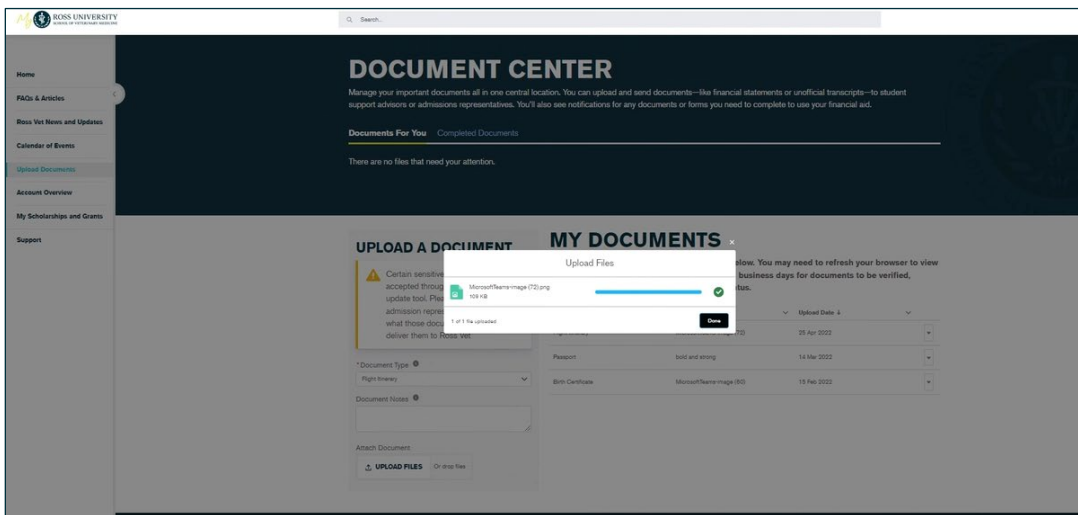 My
ROSS UNIVERSITY
SCHOOL OF VETERINARY MEDICINE
Search...
Home
FAQs & Articles
Ross Vet News and Updates
Calendar of Events
Upload Documents
Account Overview
My Scholarships and Grants
Support
DOCUMENT CENTER
Manage your important documents all in one central location. You can upload and send documents—like financial statements or unofficial transcripts—to student
support advisors or admissions representatives. You'll also see notifications for any documents or forms you need to complete to use your financial aid.
Documents For You Completed Documents
There are no files that need your attention.
UPLOAD A DOCUMENT
Certain sensitive
accepted throug
update tool. Plea
admission repres
what those docu
deliver them to Ross Vet
*Document Type
Flight Itinerary
Document Notes
Attach Document
UPLOAD FILES Or drop files
MY DOCUMENTS
elow. You may need to refresh your browser to view
business days for documents to be verified,
atus.
Upload Date
25 Apr 2022
Passport bold and strong 14 Mar 2022
Birth Certificate MicrosoftTeams-image (60) 15 Feb 2022
Upload Files
MicrosoftTeams-image (72).png
109 KB
1 of 1 file uploaded
Done